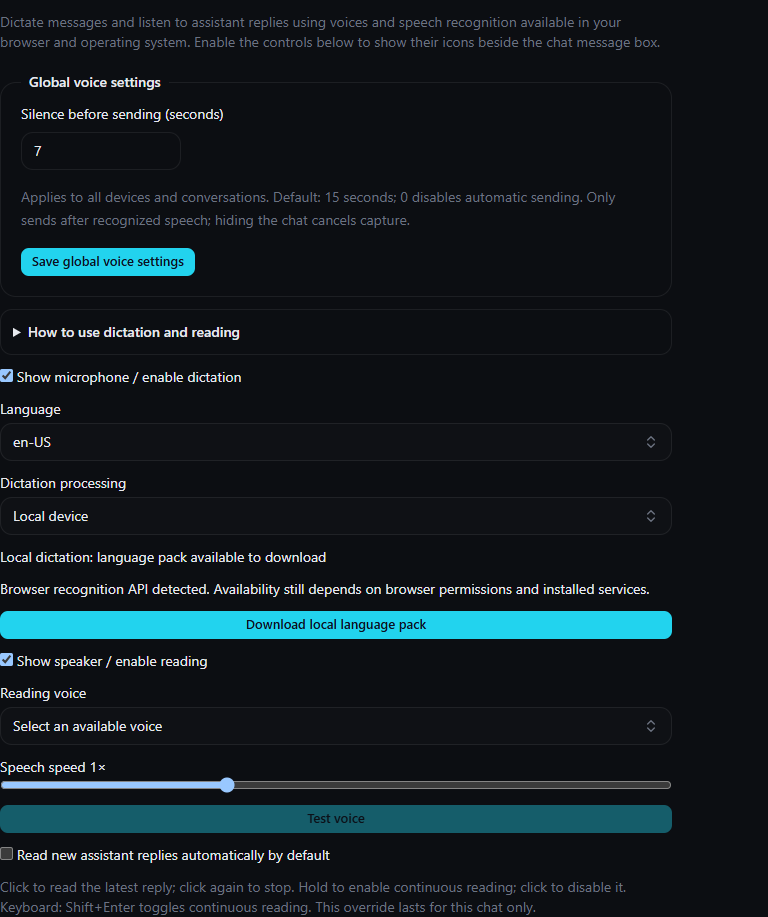 Dictate messages and listen to assistant replies using voices and speech recognition available in your
browser and operating system. Enable the controls below to show their icons beside the chat message box.
Global voice settings
Silence before sending (seconds)
7
Applies to all devices and conversations. Default: 15 seconds; 0 disables automatic sending. Only
sends after recognized speech; hiding the chat cancels capture.
Save global voice settings
How to use dictation and reading
Show microphone / enable dictation
Language
en-US
Dictation processing
Local device
Local dictation: language pack available to download
Browser recognition API detected. Availability still depends on browser permissions and installed services.
Download local language pack
Show speaker / enable reading
Reading voice
Select an available voice
Speech speed 1×
Test voice
Read new assistant replies automatically by default
Click to read the latest reply; click again to stop. Hold to enable continuous reading; click to disable it.
Keyboard: Shift+Enter toggles continuous reading. This override lasts for this chat only.